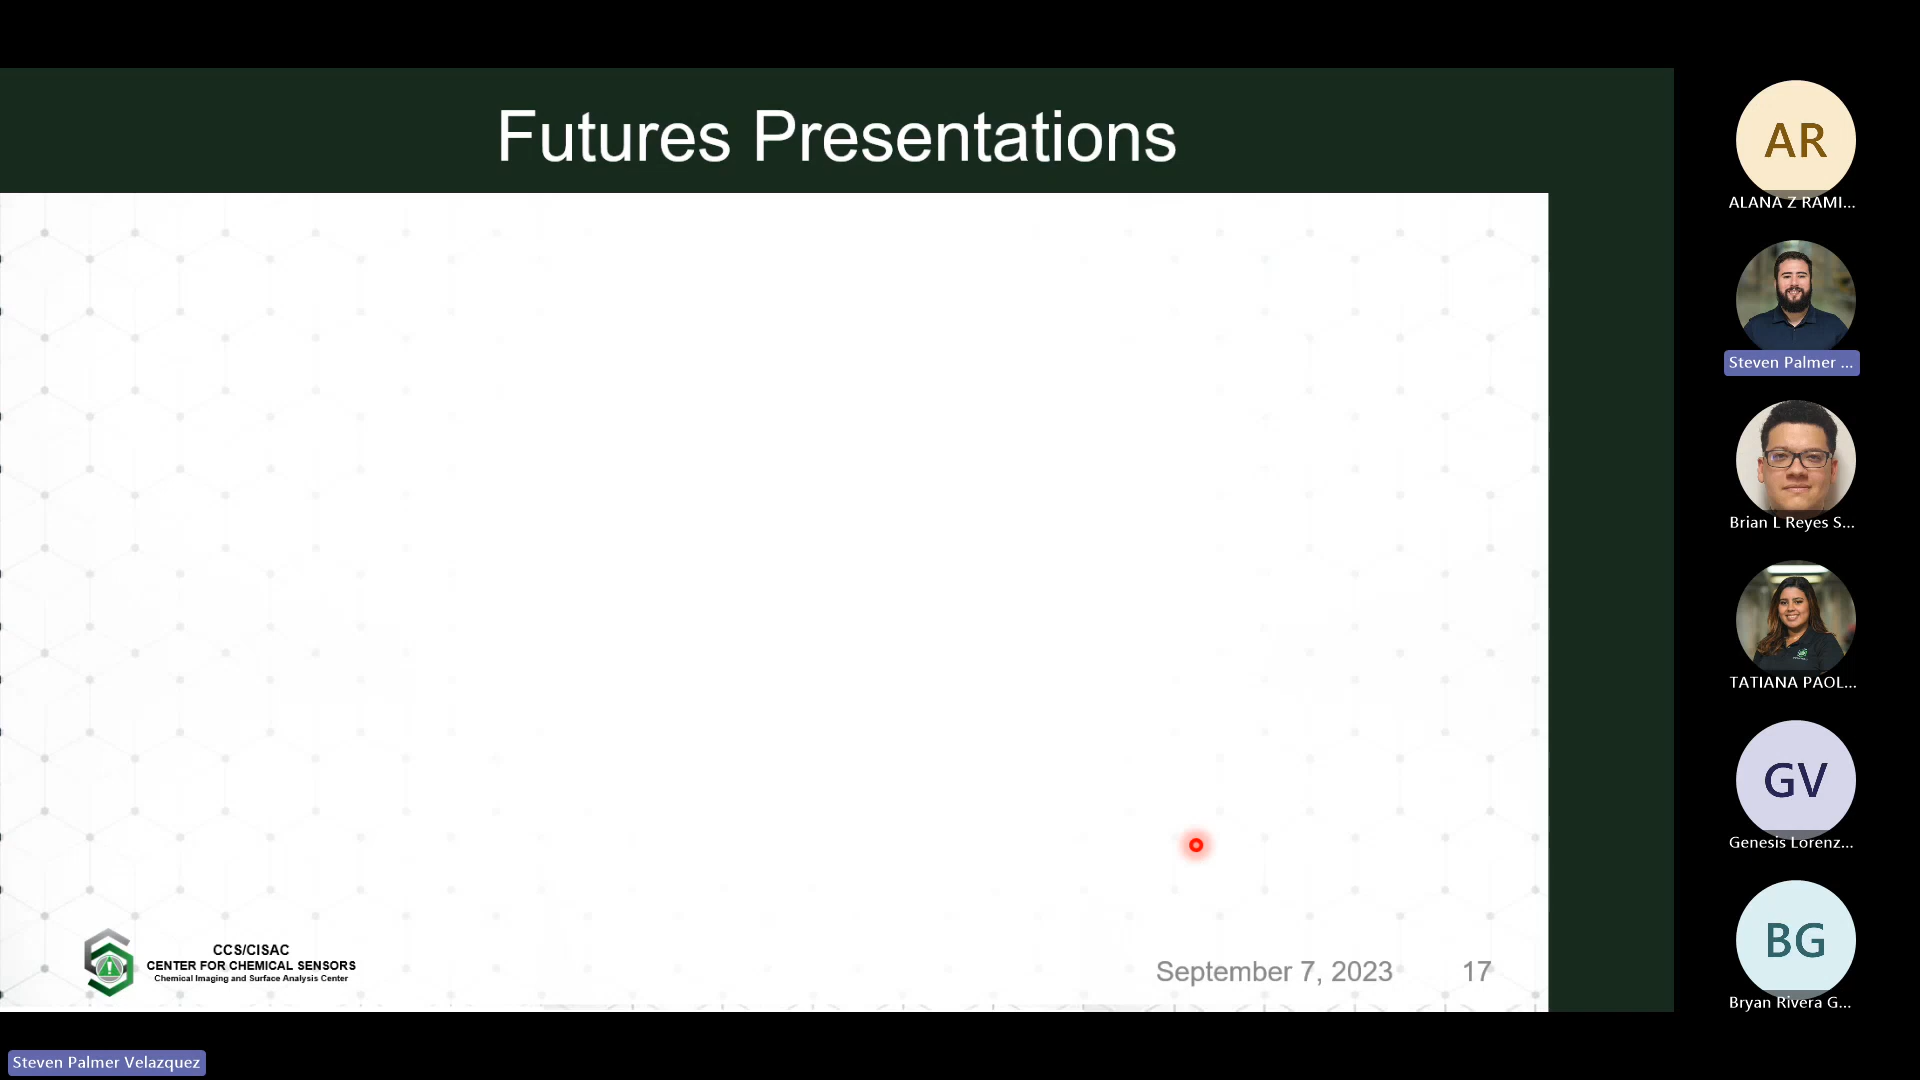 Futures Presentations
AR
ALANA Z RAMI...
Steven Palmer ...
Brian L Reyes S...
TATIANA PAOL...
GV
Genesis Lorenz...
BG
Bryan Rivera G...
CCS/CISAC
CENTER FOR CHEMICAL SENSORS
Chemical Imaging and Surface Analysis Center
September 7, 2023
17
Steven Palmer Velazquez